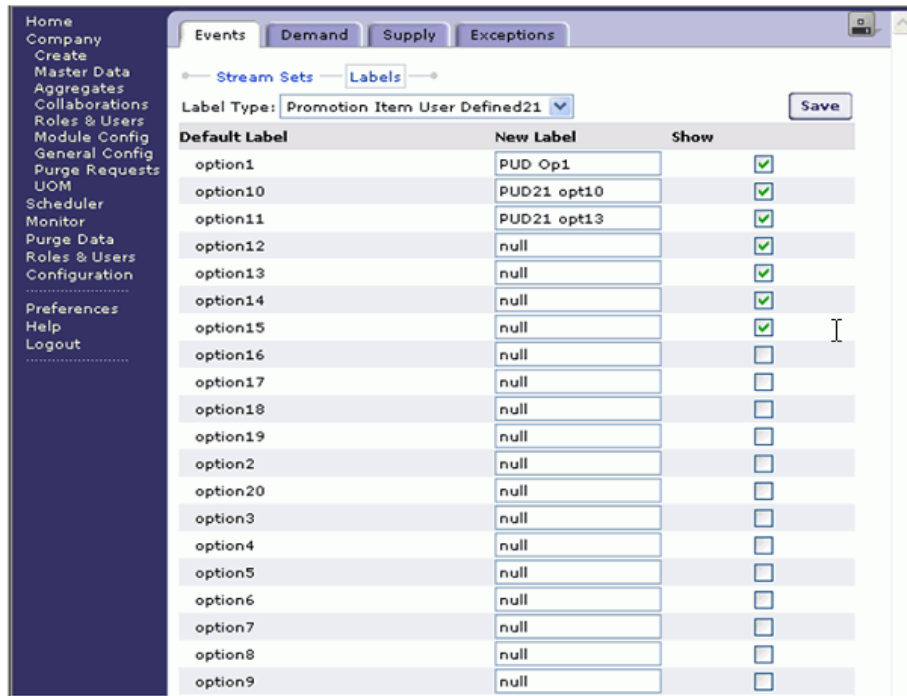 Home
Company
Create
Master Data
Aggregates
Collaborations
Roles & Users
Module Config
General Config
Purge Requests
UOM
Scheduler
Monitor
Purge Data
Roles & Users
Configuration
Preferences
Help
Logout
Events Demand Supply Exceptions
Stream Sets Labels
Label Type: Promotion Item User Defined21 Save
Default Label New Label Show
option1 PUD Op1
option10 PUD21 opt10
option11 PUD21 opt13
option12 null
option13 null
option14 null
option15 null
option16 null
option17 null
option18 null
option19 null
option2 null
option20 null
option3 null
option4 null
option5 null
option6 null
option7 null
option8 null
option9 null